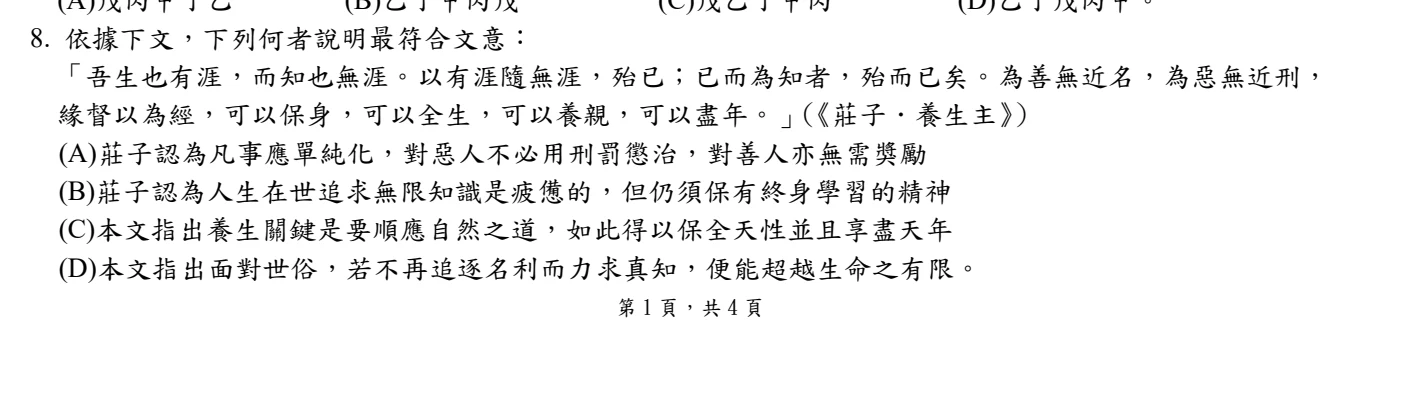 8. 依據下文，下列何者說明最符合文意：
「吾生也有涯，而知也無涯。以有涯隨無涯，殆已；已而為知者，殆而已矣。為善無近名，為惡無近刑，
緣督以為經，可以保身，可以全生，可以養親，可以盡年。」(《莊子．養生主》)
(A)莊子認為凡事應單純化，對惡人不必用刑罰懲治，對善人亦無需獎勵
(B)莊子認為人生在世追求無限知識是疲憊的，但仍須保有終身學習的精神
(C)本文指出養生關鍵是要順應自然之道，如此得以保全天性並且享盡天年
(D)本文指出面對世俗，若不再追逐名利而力求真知，便能超越生命之有限。
第 1 頁，共 4 頁